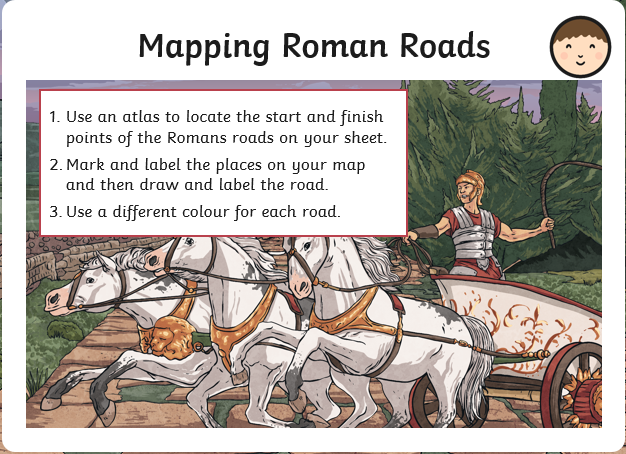 Mapping Roman Roads
1. Use an atlas to locate the start and finish
points of the Romans roads on your sheet.
2. Mark and label the places on your map
and then draw and label the road.
3. Use a different colour for each road.